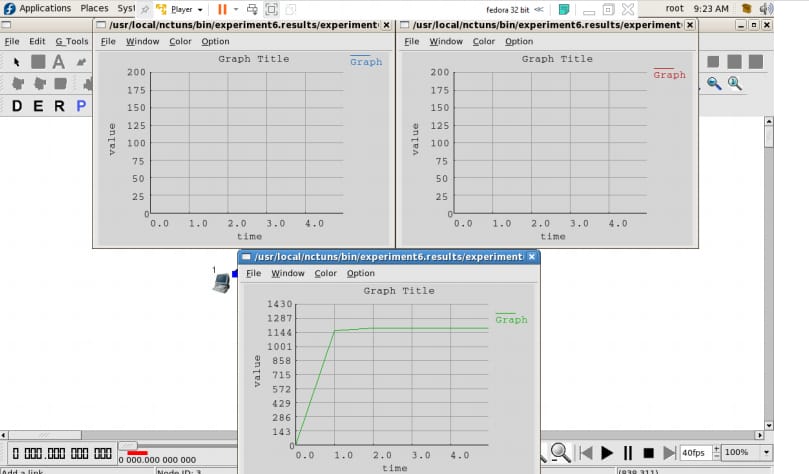 Applications Places Syst Player fedora 32 bit root 9:23 AM
/usr/local/nctuns/bin/experiment6.results/experiment
/usr/local/nctuns/bin/experiment6.results/experiment
File Edit G_Tools
File Window Color Option
File Window Color Option
A
D E R P
Graph Title
Graph
value
200
175
150
125
100
75
50
25
0
0.0 1.0 2.0 3.0 4.0
time
Graph Title
Graph
value
200
175
150
125
100
75
50
25
0
0.0 1.0 2.0 3.0 4.0
time
1
/usr/local/nctuns/bin/experiment6.results/experiment
File Window Color Option
Graph Title
Graph
value
1430
1287
1144
1001
858
715
572
429
286
143
0
0.0 1.0 2.0 3.0 4.0
time
0 000.000 000 000
0 000.000 000 000
40fps
100%
Add a link.
Node ID: 3
(838,311)